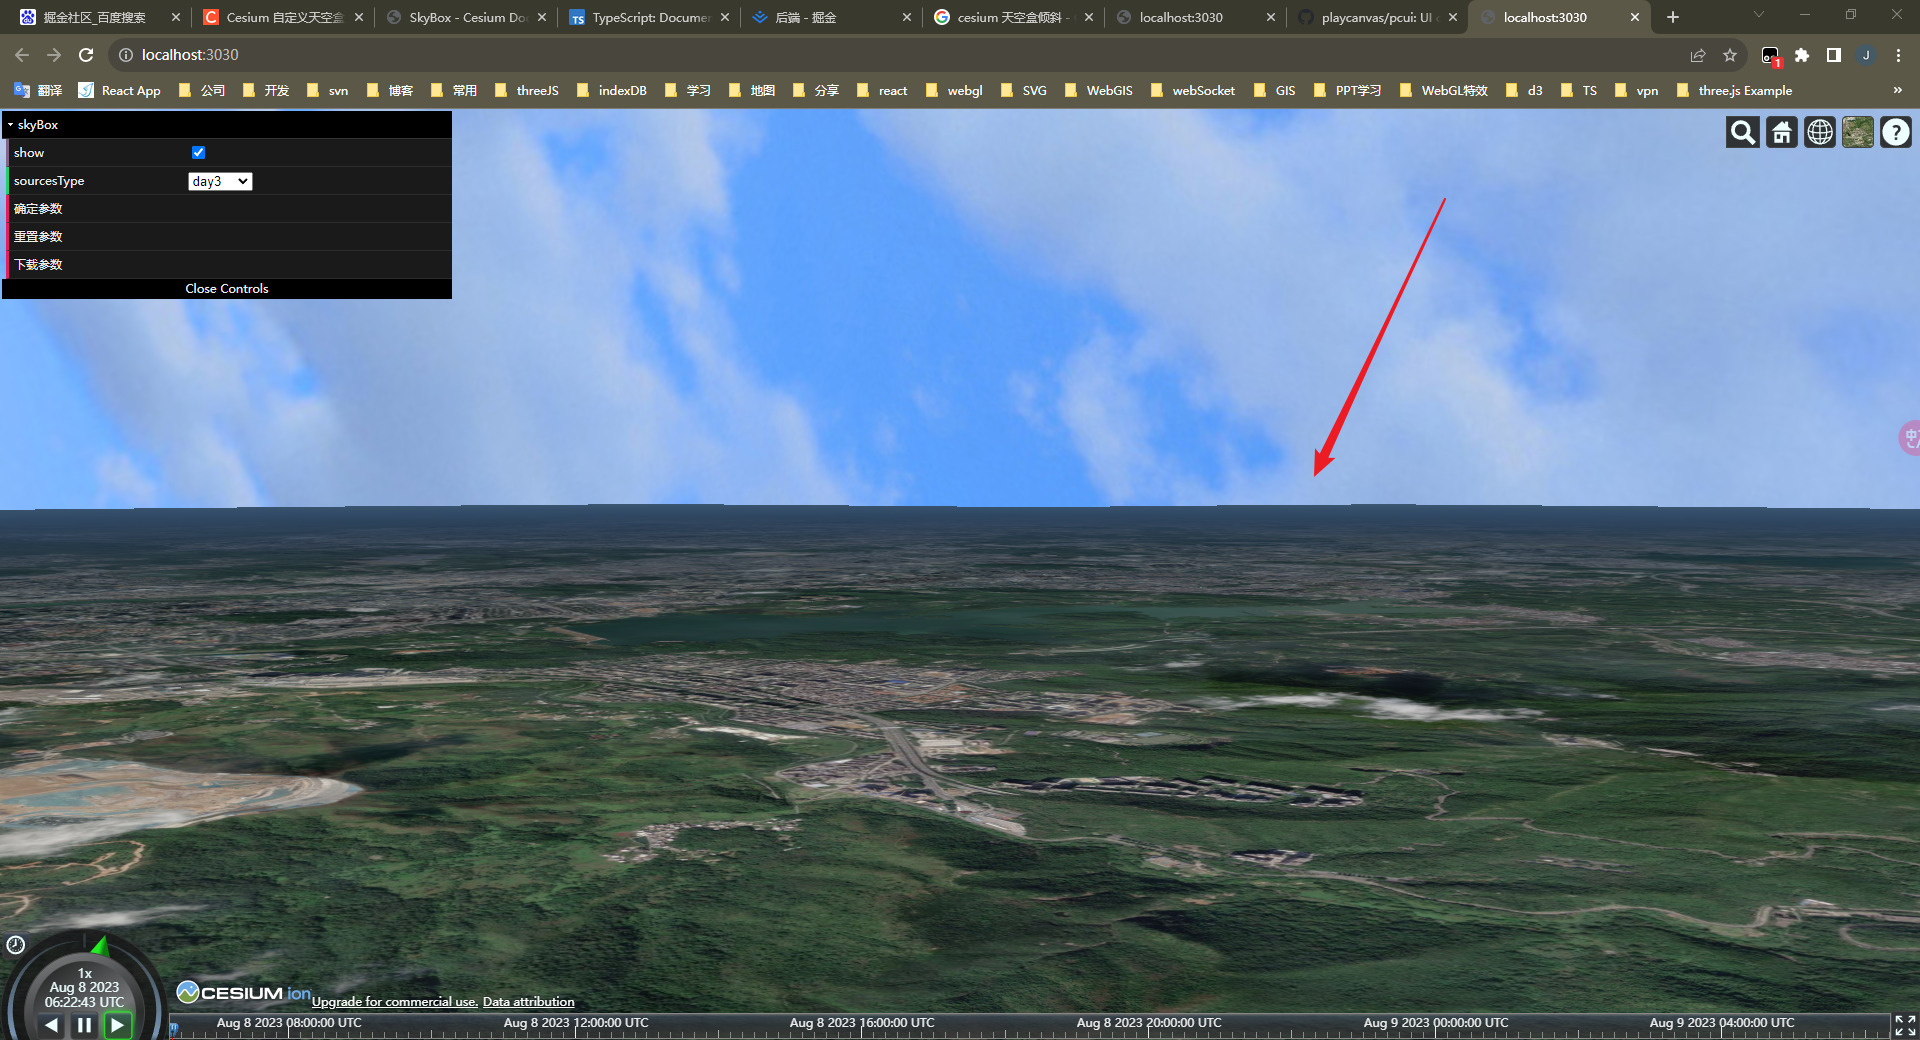 掘金社区_百度搜索
Cesium 自定义天空盒
SkyBox - Cesium Doc
TypeScript: Documen
后端 - 掘金
cesium 天空盒倾斜 -
localhost:3030
playcanvas/pcui: UI
localhost:3030
localhost:3030
J
1
翻译 React App 公司 开发 svn 博客 常用 threeJS indexDB 学习 地图 分享 react webgl SVG WebGIS webSocket GIS PPT学习 WebGL特效 d3 TS vpn three.js Example »
skyBox
show
sourcesType day3
确定参数
重置参数
下载参数
Close Controls
?
中
1x
Aug 8 2023
06:22:43 UTC
CESIUM ion
Upgrade for commercial use. Data attribution
Aug 8 2023 08:00:00 UTC Aug 8 2023 12:00:00 UTC Aug 8 2023 16:00:00 UTC Aug 8 2023 20:00:00 UTC Aug 9 2023 00:00:00 UTC Aug 9 2023 04:00:00 UTC